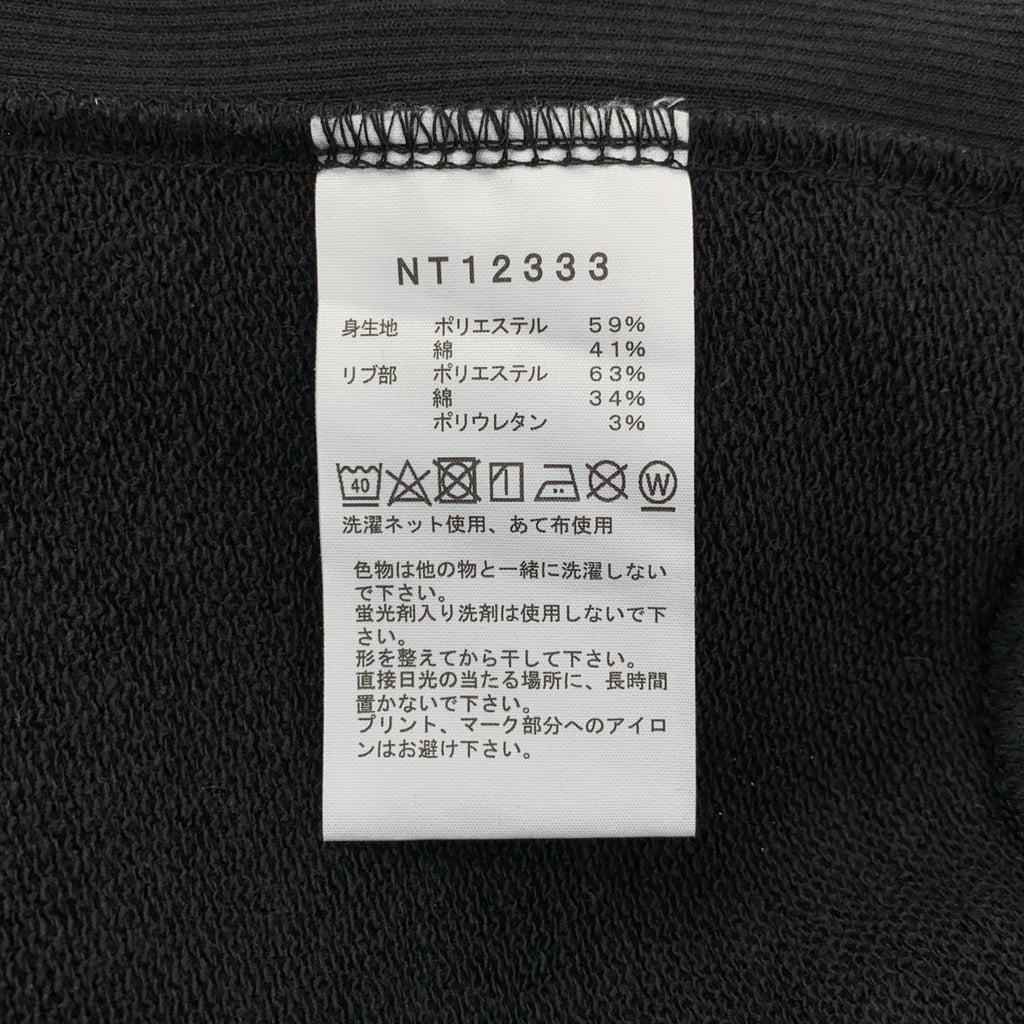 NT12333
身生地 ポリエステル 59%
綿 41%
リブ部 ポリエステル 63%
綿 34%
ポリウレタン 3%
40 W
洗濯ネット使用、あて布使用
色物は他の物と一緒に洗濯しない
で下さい。
蛍光剤入り洗剤は使用しないで下
さい。
形を整えてから干して下さい。
直接日光の当たる場所に、長時間
置かないで下さい。
プリント、マーク部分へのアイロ
ンはお避け下さい。